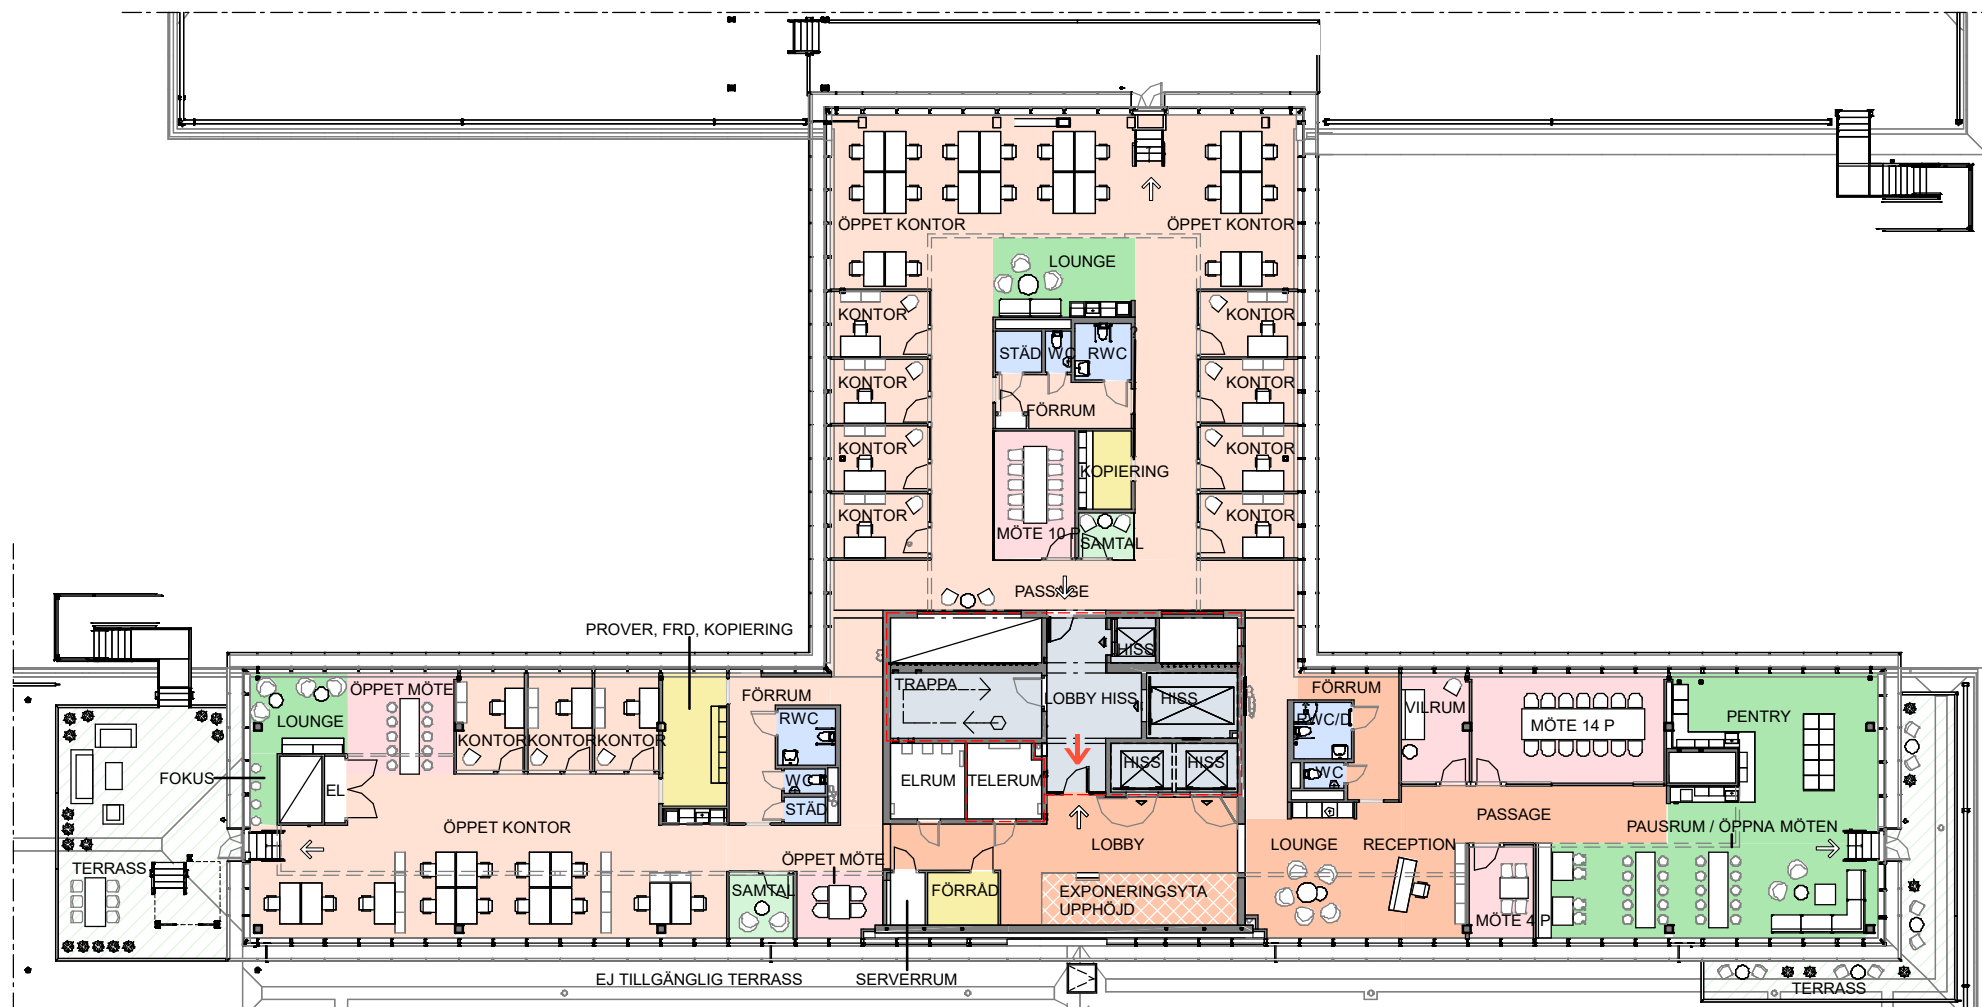 ÖPPET KONTOR
ÖPPET KONTOR
LOUNGE
KONTOR
KONTOR
STÄD
WC
RWC
KONTOR
KONTOR
FÖRRUM
KONTOR
KONTOR
KOPIERING
KONTOR
KONTOR
MÖTE 10 P
SAMTAL
PASSAGE
PROVER, FRD, KOPIERING
HISS
ÖPPET MÖTE
FÖRRUM
TRAPPA
LOBBY HISS
HISS
FÖRRUM
VILRUM
LOUNGE
RWC
RWC/D
MÖTE 14 P
PENTRY
KONTOR
KONTOR
KONTOR
FOKUS
EL
WC
ELRUM
TELERUM
HISS
HISS
WC
STÄD
ÖPPET KONTOR
PASSAGE
PAUSRUM / ÖPPNA MÖTEN
LOBBY
LOUNGE
RECEPTION
ÖPPET MÖTE
TERRASS
SAMTAL
FÖRRÅD
EXPONERINGSYTA
UPPHÖJD
MÖTE 4 P
EJ TILLGÄNGLIG TERRASS
SERVERRUM
TERRASS